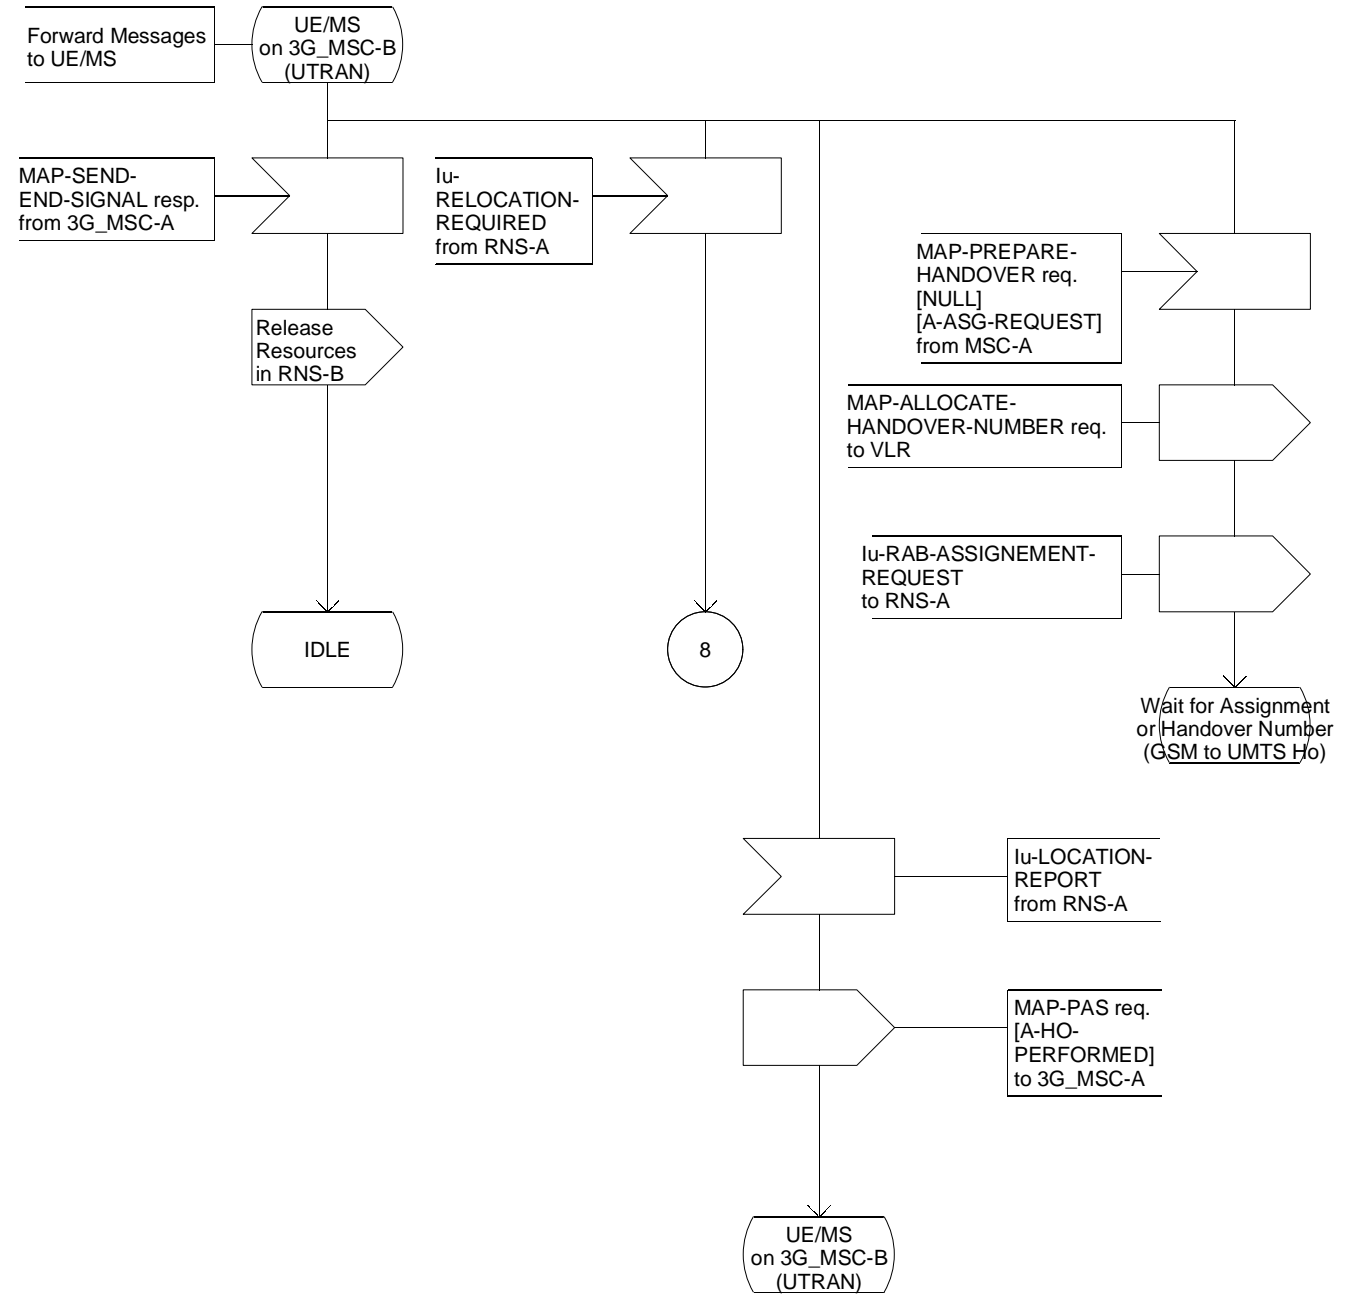 Forward Messages
to UE/MS
UE/MS
on 3G_MSC-B
(UTRAN)
MAP-SEND-
END-SIGNAL resp.
from 3G_MSC-A
Iu-
RELOCATION-
REQUIRED
from RNS-A
MAP-PREPARE-
HANDOVER req.
[NULL]
[A-ASG-REQUEST]
from MSC-A
Release
Resources
in RNS-B
MAP-ALLOCATE-
HANDOVER-NUMBER req.
to VLR
Iu-RAB-ASSIGNEMENT-
REQUEST
to RNS-A
IDLE
8
Wait for Assignment
or Handover Number
(GSM to UMTS Ho)
Iu-LOCATION-
REPORT
from RNS-A
MAP-PAS req.
[A-HO-
PERFORMED]
to 3G_MSC-A
UE/MS
on 3G_MSC-B
(UTRAN)